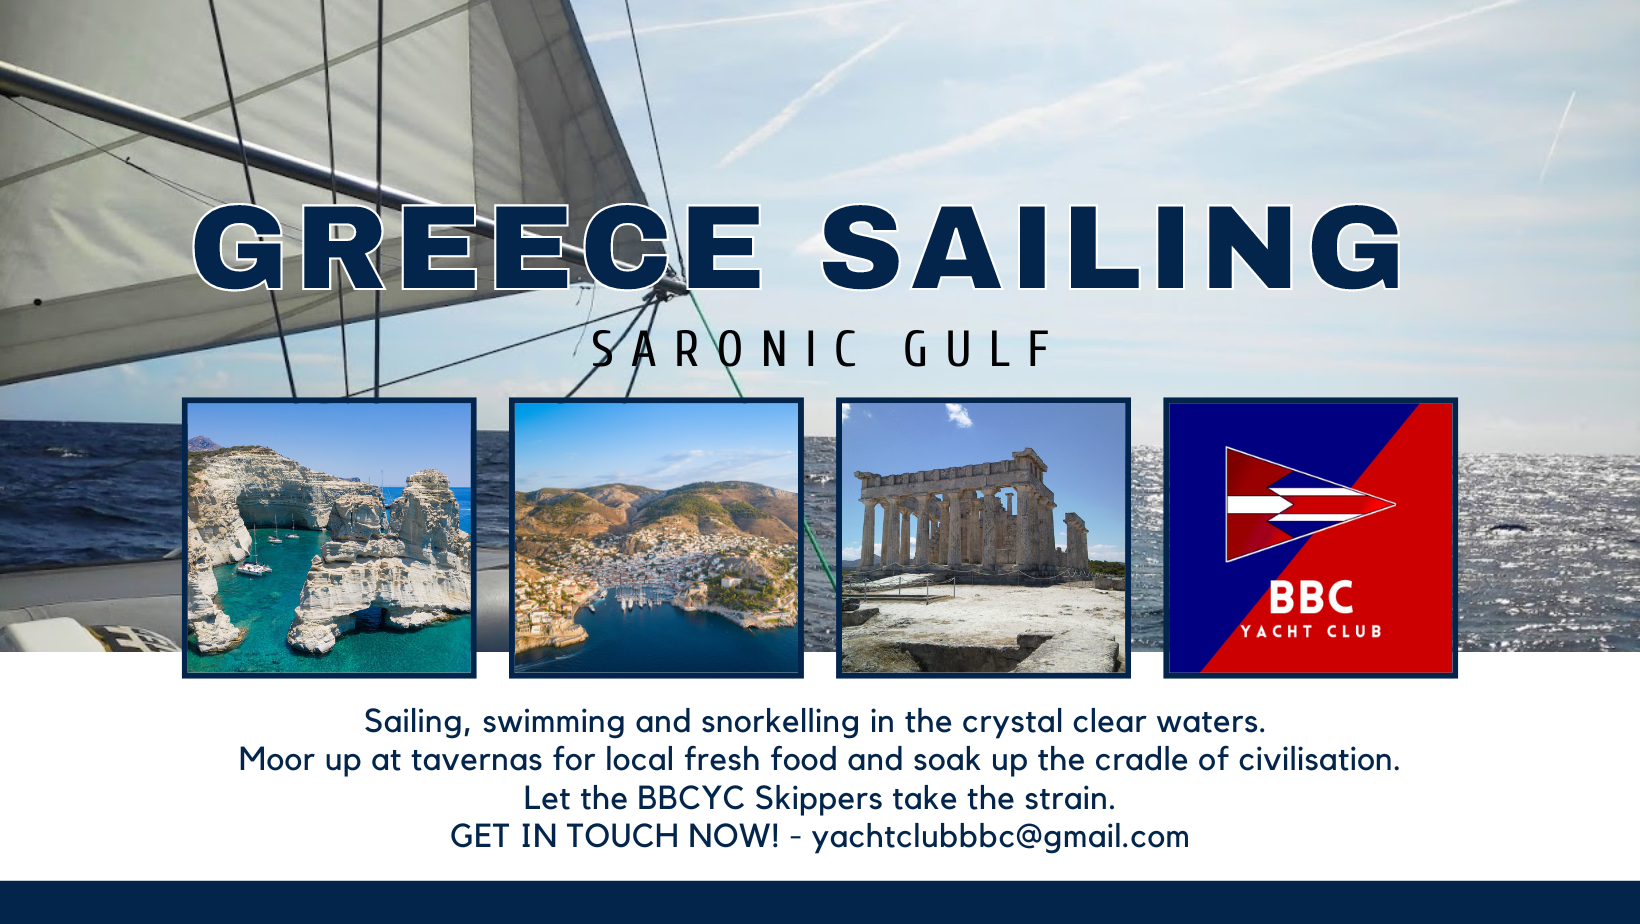 GREECE SAILING
SARONIC GULF
BBC
YACHT CLUB
Sailing, swimming and snorkelling in the crystal clear waters.
Moor up at tavernas for local fresh food and soak up the cradle of civilisation.
Let the BBCYC Skippers take the strain.
GET IN TOUCH NOW! - yachtclubbbc@gmail.com